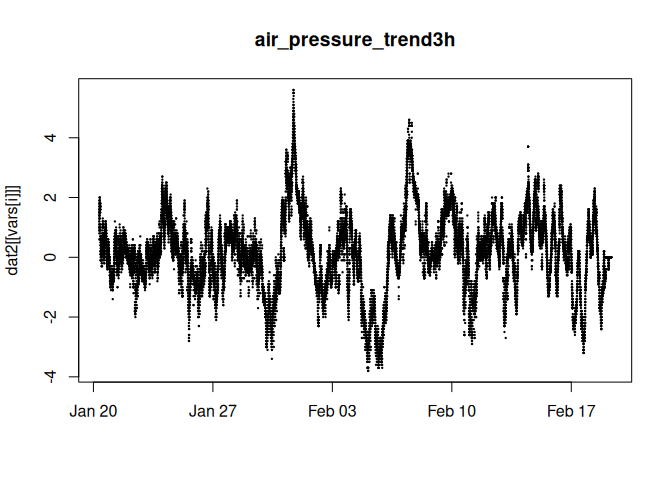 air_pressure_trend3h
dat2[[vars[i]]]
4
2
0
-2
-4
Jan 20
Jan 27
Feb 03
Feb 10
Feb 17